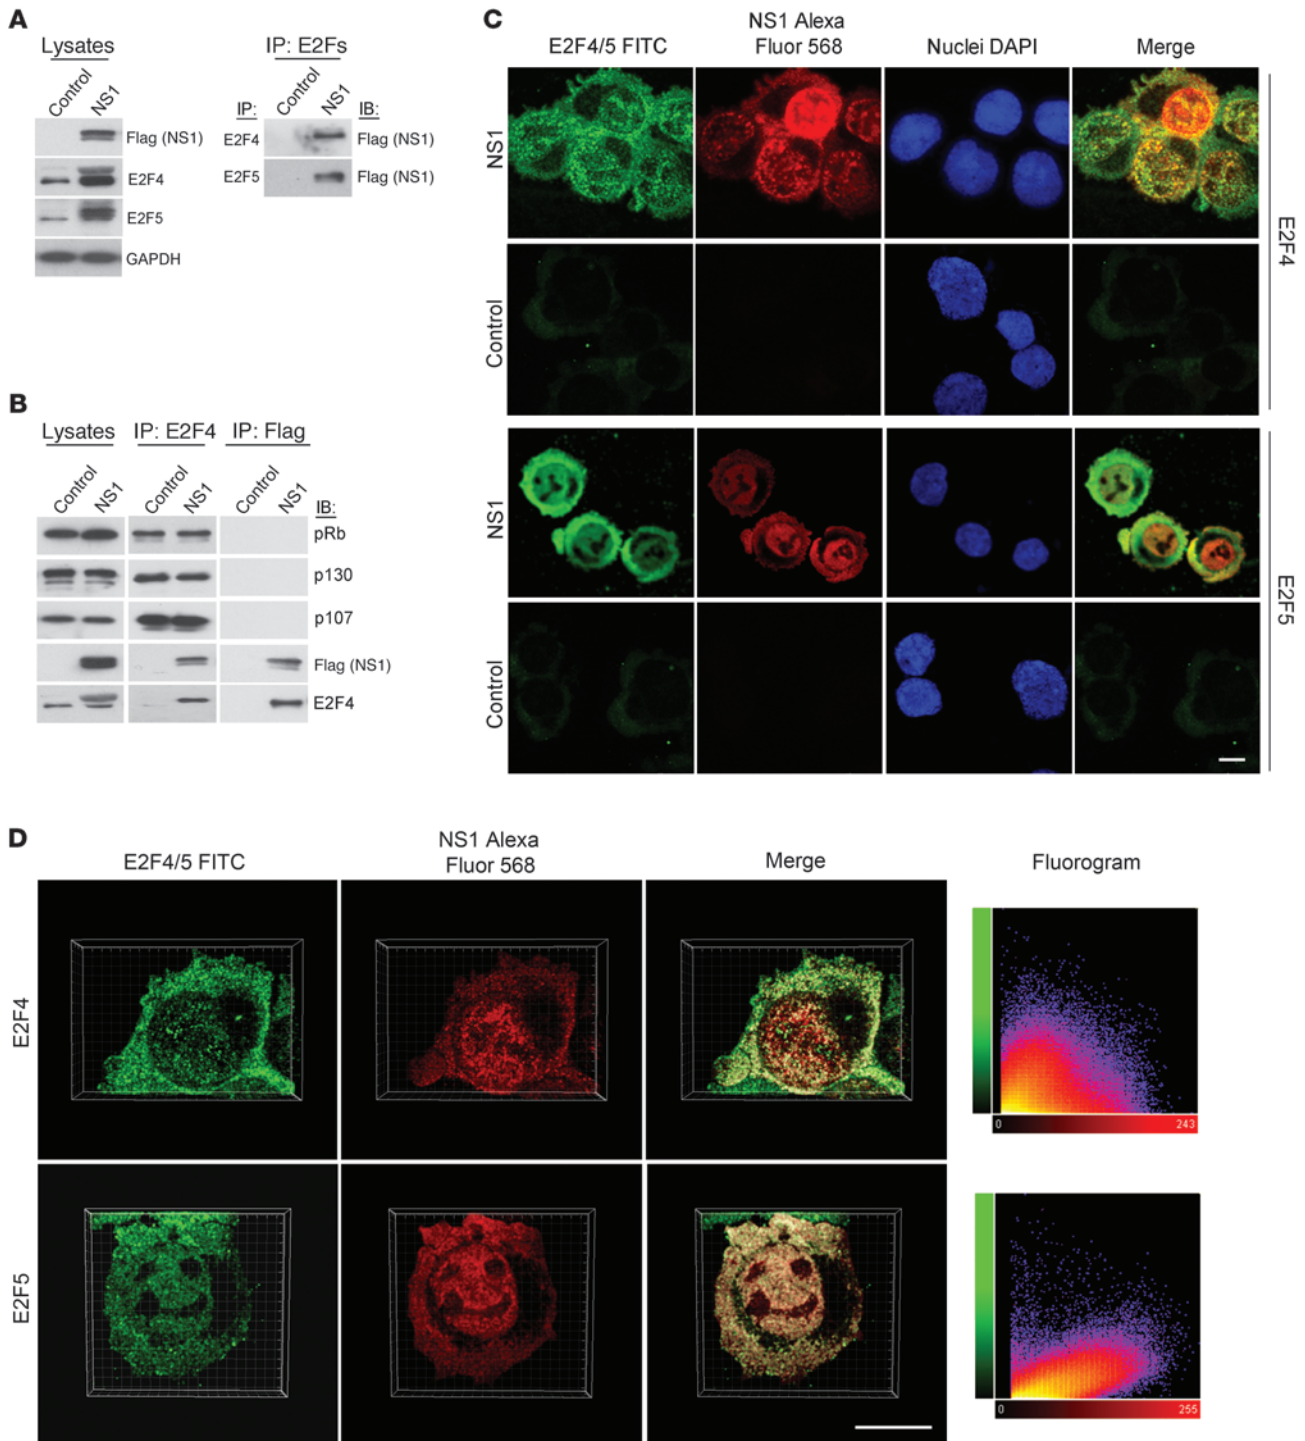 A
Lysates
Control
NS1
Flag (NS1)
E2F4
E2F5
GAPDH
IP: E2Fs
IP:
Control
NS1
IB:
E2F4
Flag (NS1)
E2F5
Flag (NS1)
B
Lysates
IP: E2F4
IP: Flag
Control
NS1
Control
NS1
Control
NS1
IB:
pRb
p130
p107
Flag (NS1)
E2F4
C
E2F4/5 FITC
NS1 Alexa
Fluor 568
Nuclei DAPI
Merge
NS1
Control
E2F4
NS1
Control
E2F5
D
E2F4/5 FITC
NS1 Alexa
Fluor 568
Merge
Fluorogram
E2F4
0
243
E2F5
0
255